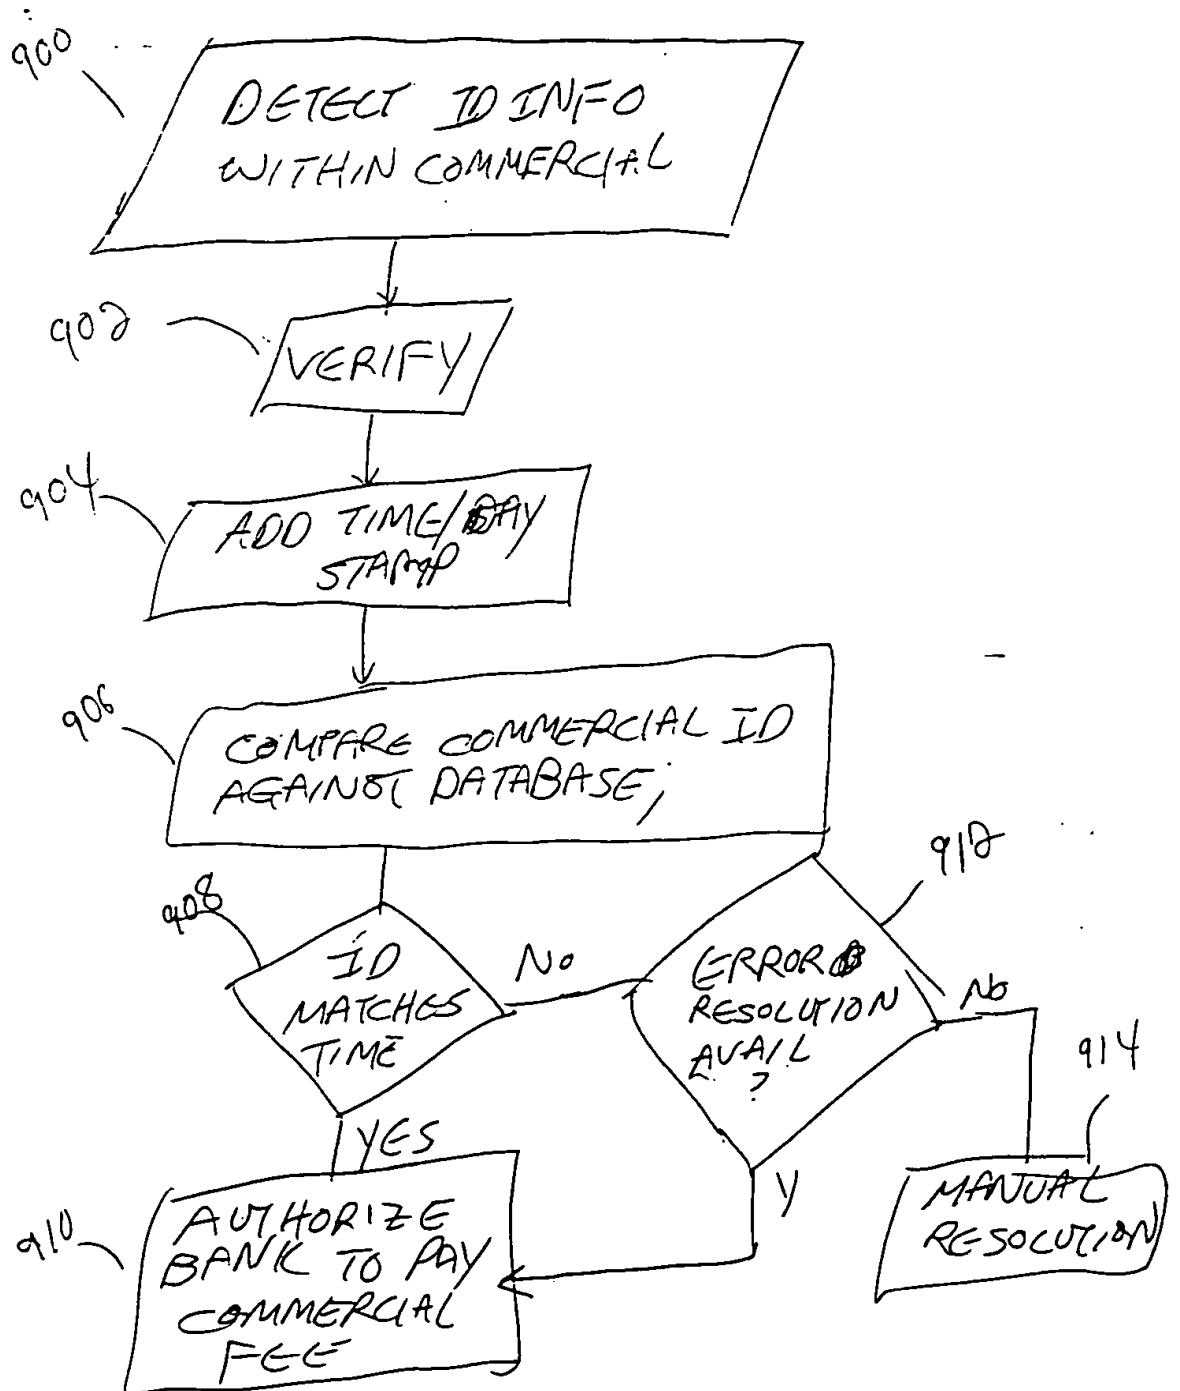 900
DETECT ID INFO
WITHIN COMMERCIAL
902
VERIFY
904
ADD TIME/DAY
STAMP
906
COMPARE COMMERCIAL ID
AGAINST DATABASE;
908
ID
MATCHES
TIME
No
912
ERROR
RESOLUTION
AVAIL
?
No
914
YES
Y
MANUAL
RESOLUTION
910
AUTHORIZE
BANK TO PAY
COMMERCIAL
FEE